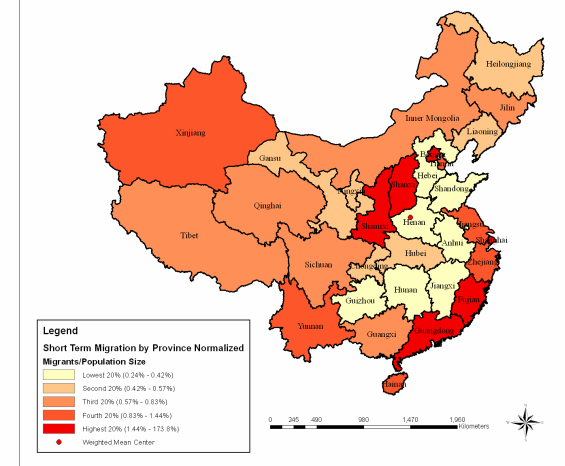 Heilongjiang
Jilin
Inner Mongolia
Liaoning
Xinjiang
Gansu
Hebei
Shandong
Qinghai
Shanxi
Henan
Jiangsu
Shanghai
Tibet
Anhui
Hubei
Zhejiang
Sichuan
Chongqing
Hunan
Jiangxi
Guizhou
Fujian
Yunnan
Guangxi
Guangdong
Hainan
Legend
Short Term Migration by Province Normalized
Migrants/Population Size
Lowest 20% (0.24% - 0.42%)
Second 20% (0.42% - 0.57%)
Third 20% (0.57% - 0.83%)
Fourth 20% (0.83% - 1.44%)
Highest 20% (1.44% - 173.8%)
Weighted Mean Center
0 245 490 980 1,470 1,960
Kilometers